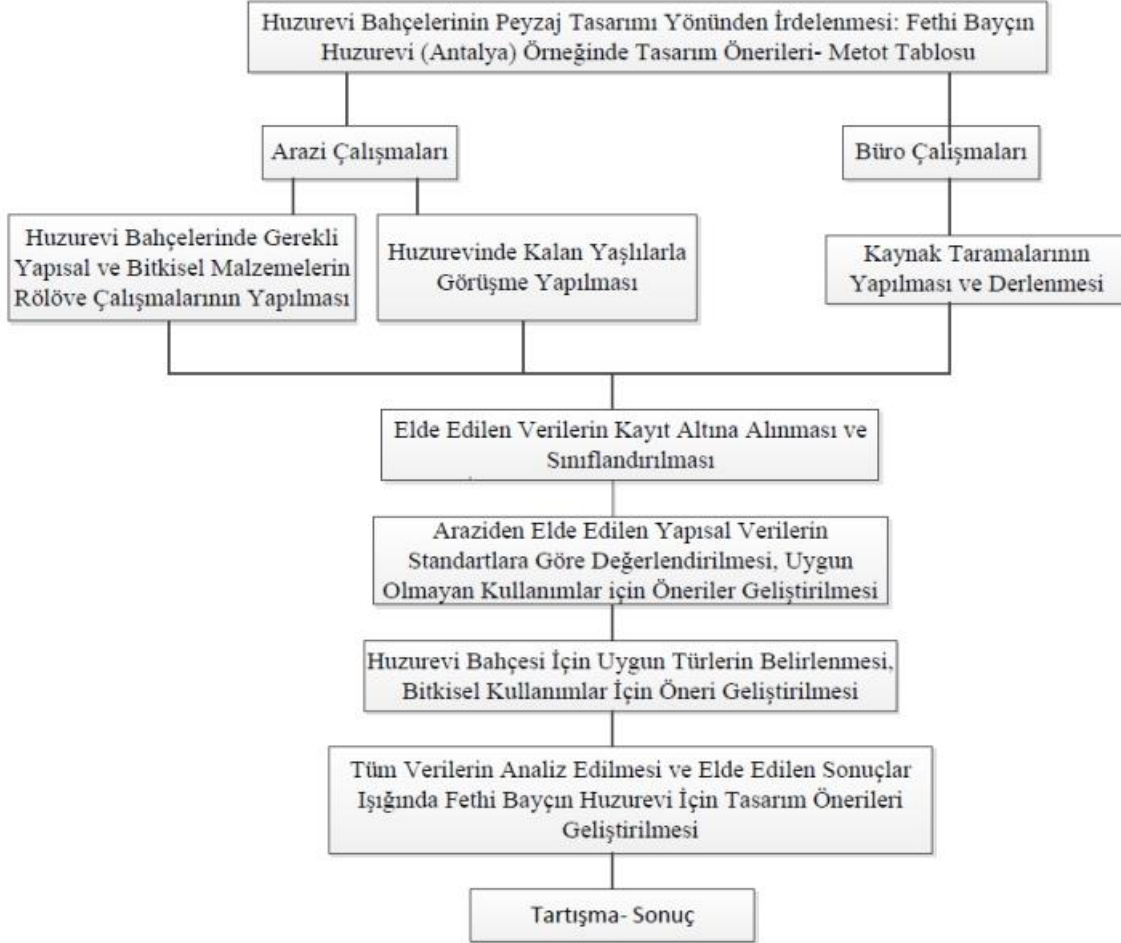 Huzurevi Bahçelerinin Peyzaj Tasarımı Yönünden İrdelenmesi: Fethi Bayçın
Huzurevi (Antalya) Örneğinde Tasarım Önerileri- Metot Tablosu
Arazi Çalışmaları
Büro Çalışmaları
Huzurevi Bahçelerinde Gerekli
Yapısal ve Bitkisel Malzemelerin
Rölöve Çalışmalarının Yapılması
Huzurevinde Kalan Yaşlılarla
Görüşme Yapılması
Kaynak Taramalarının
Yapılması ve Derlenmesi
Elde Edilen Verilerin Kayıt Altına Alınması ve
Sınıflandırılması
Araziden Elde Edilen Yapısal Verilerin
Standartlara Göre Değerlendirilmesi, Uygun
Olmayan Kullanımlar için Öneriler Geliştirilmesi
Huzurevi Bahçesi İçin Uygun Türlerin Belirlenmesi,
Bitkisel Kullanımlar İçin Öneri Geliştirilmesi
Tüm Verilerin Analiz Edilmesi ve Elde Edilen Sonuçlar
Işığında Fethi Bayçın Huzurevi İçin Tasarım Önerileri
Geliştirilmesi
Tartışma- Sonuç